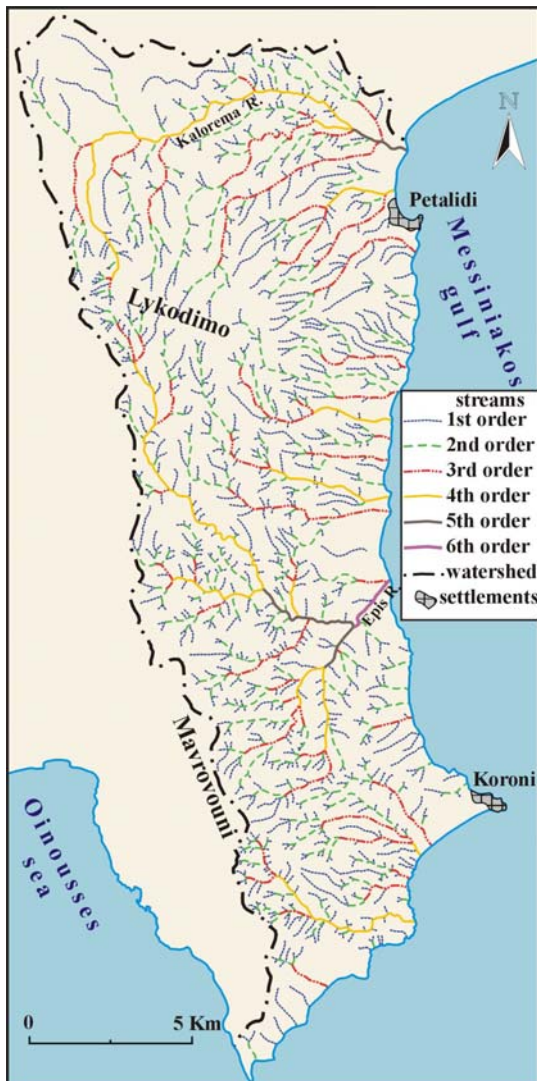 Kalorema R.
N
Petalidi
Messiniakos
gulf
Lykodimo
streams
1st order
2nd order
3rd order
4th order
5th order
6th order
watershed
settlements
Epis R.
Mavrovouni
Koroni
Oinousses
sea
0 5 Km